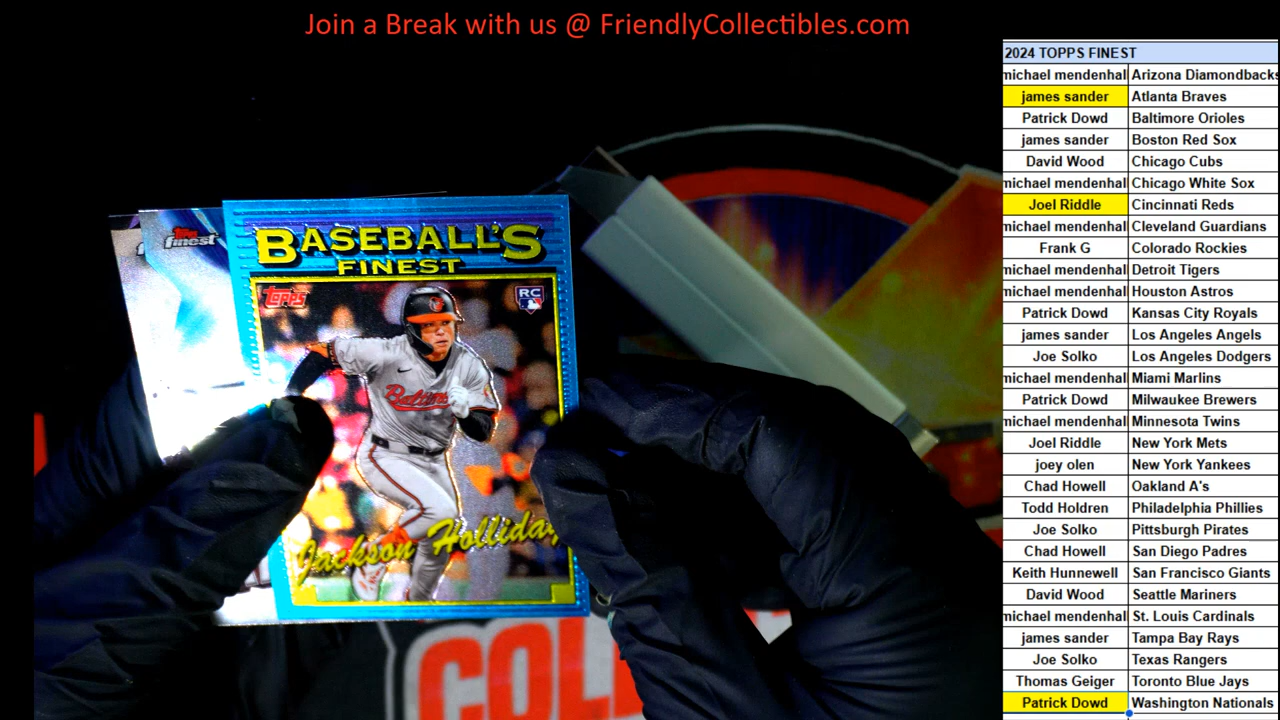 Join a Break with us @ FriendlyCollectibles.com
2024 TOPPS FINEST
michael mendenhal Arizona Diamondbacks
james sander Atlanta Braves
Patrick Dowd Baltimore Orioles
james sander Boston Red Sox
David Wood Chicago Cubs
michael mendenhal Chicago White Sox
Joel Riddle Cincinnati Reds
michael mendenhal Cleveland Guardians
Frank G Colorado Rockies
michael mendenhal Detroit Tigers
michael mendenhal Houston Astros
Patrick Dowd Kansas City Royals
james sander Los Angeles Angels
Joe Solko Los Angeles Dodgers
michael mendenhal Miami Marlins
Patrick Dowd Milwaukee Brewers
michael mendenhal Minnesota Twins
Joel Riddle New York Mets
joey olen New York Yankees
Chad Howell Oakland A's
Todd Holdren Philadelphia Phillies
Joe Solko Pittsburgh Pirates
Chad Howell San Diego Padres
Keith Hunnewell San Francisco Giants
David Wood Seattle Mariners
michael mendenhal St. Louis Cardinals
james sander Tampa Bay Rays
Joe Solko Texas Rangers
Thomas Geiger Toronto Blue Jays
Patrick Dowd Washington Nationals
Topps
finest
BASEBALL'S
FINEST
Topps
RC
Baltimore
Jackson Holliday
COLL